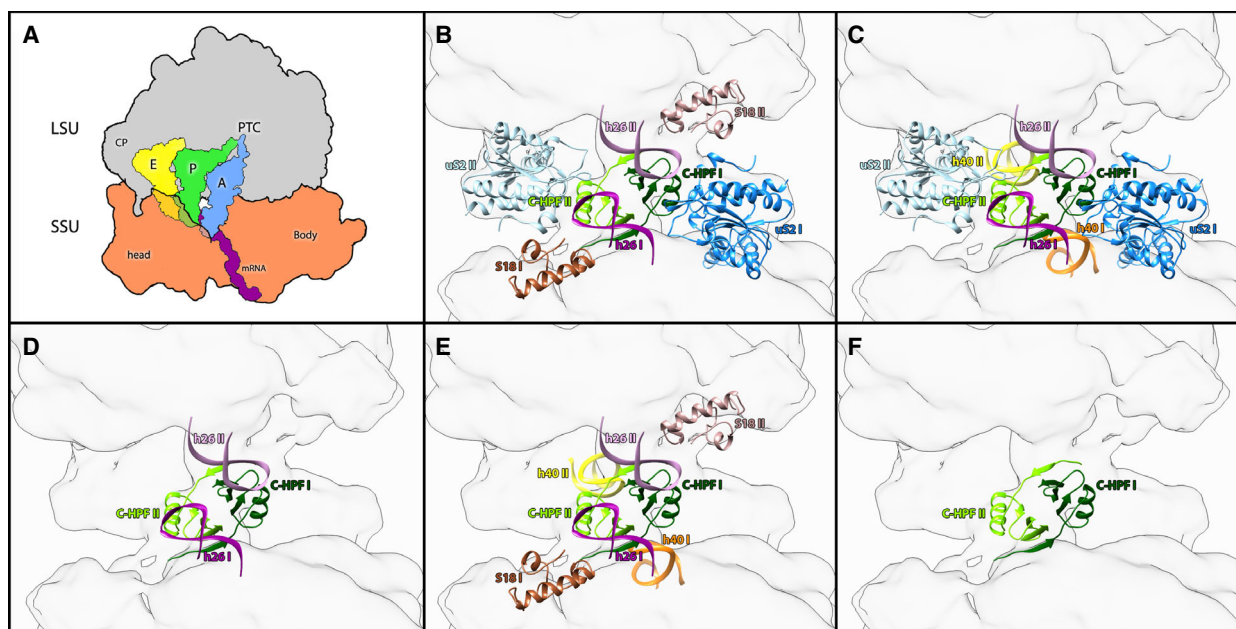 A
LSU
PTC
CP
E
P
A
SSU
head
Body
mRNA
B
S18 II
h26 II
uS2 II
C-HPF I
C-HPF II
uS2 I
h26 I
S18 I
C
h26 II
uS2 II
h40 II
C-HPF I
C-HPF II
h40 I
uS2 I
h26 I
D
h26 II
C-HPF I
C-HPF II
h26 I
E
S18 II
h26 II
h40 II
C-HPF I
C-HPF II
h40 I
h26 I
S18 I
F
C-HPF I
C-HPF II